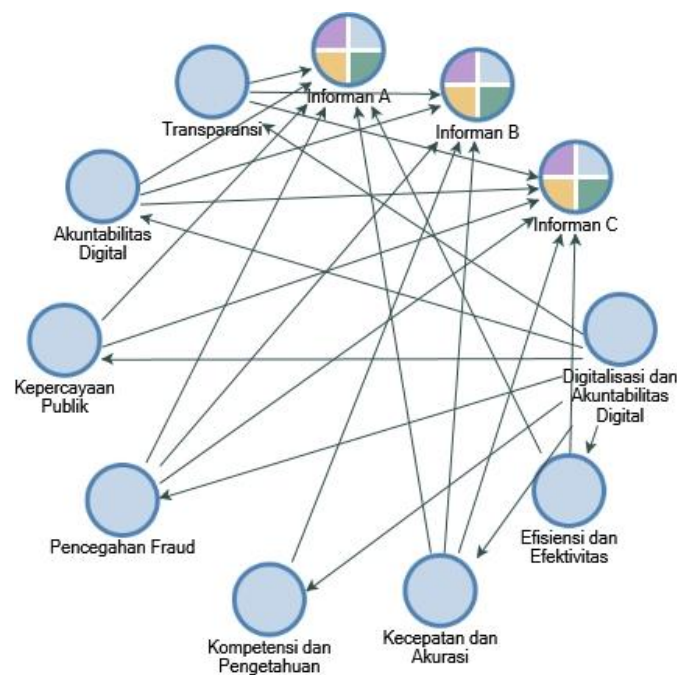 Informan A
Transparansi
Informan B
Informan C
Akuntabilitas
Digital
Kepercayaan
Publik
Digitalisasi dan
Akuntabilitas
Digital
Pencegahan Fraud
Efisiensi dan
Efektivitas
Kompetensi dan
Pengetahuan
Kecepatan dan
Akurasi